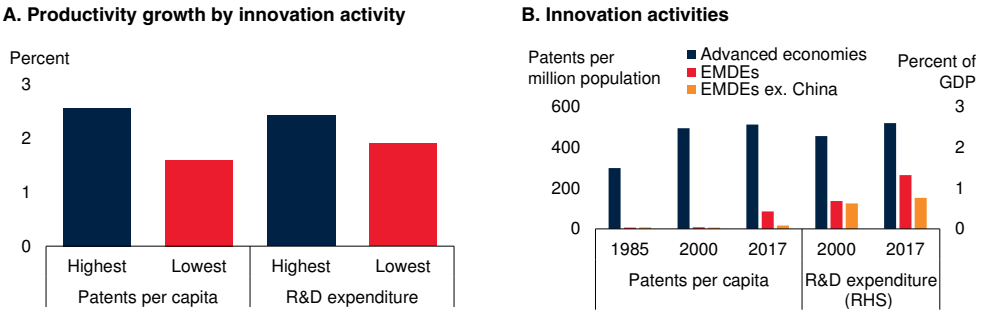 A. Productivity growth by innovation activity
Percent
3
2
1
0
Highest
Lowest
Highest
Lowest
Patents per capita
R&D expenditure
B. Innovation activities
Patents per
million population
Advanced economies
EMDEs
EMDEs ex. China
Percent of
GDP
600
400
200
0
3
2
1
0
1985
2000
2017
2000
2017
Patents per capita
R&D expenditure
(RHS)